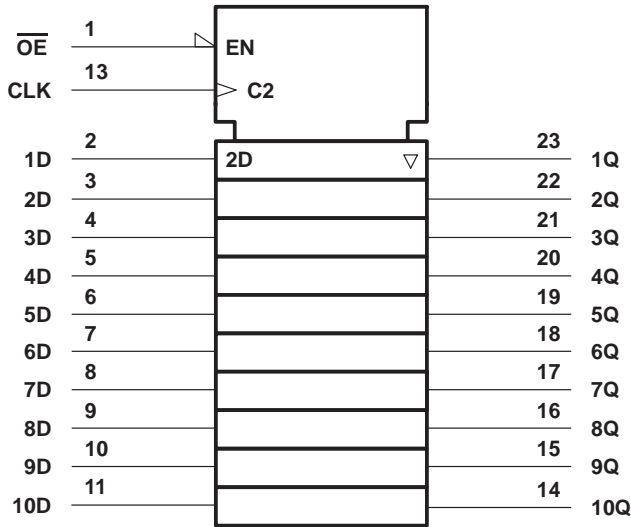 OE 1 EN
CLK 13 C2
1D 2 2D 23 1Q
2D 3 22 2Q
3D 4 21 3Q
4D 5 20 4Q
5D 6 19 5Q
6D 7 18 6Q
7D 8 17 7Q
8D 9 16 8Q
9D 10 15 9Q
10D 11 14 10Q